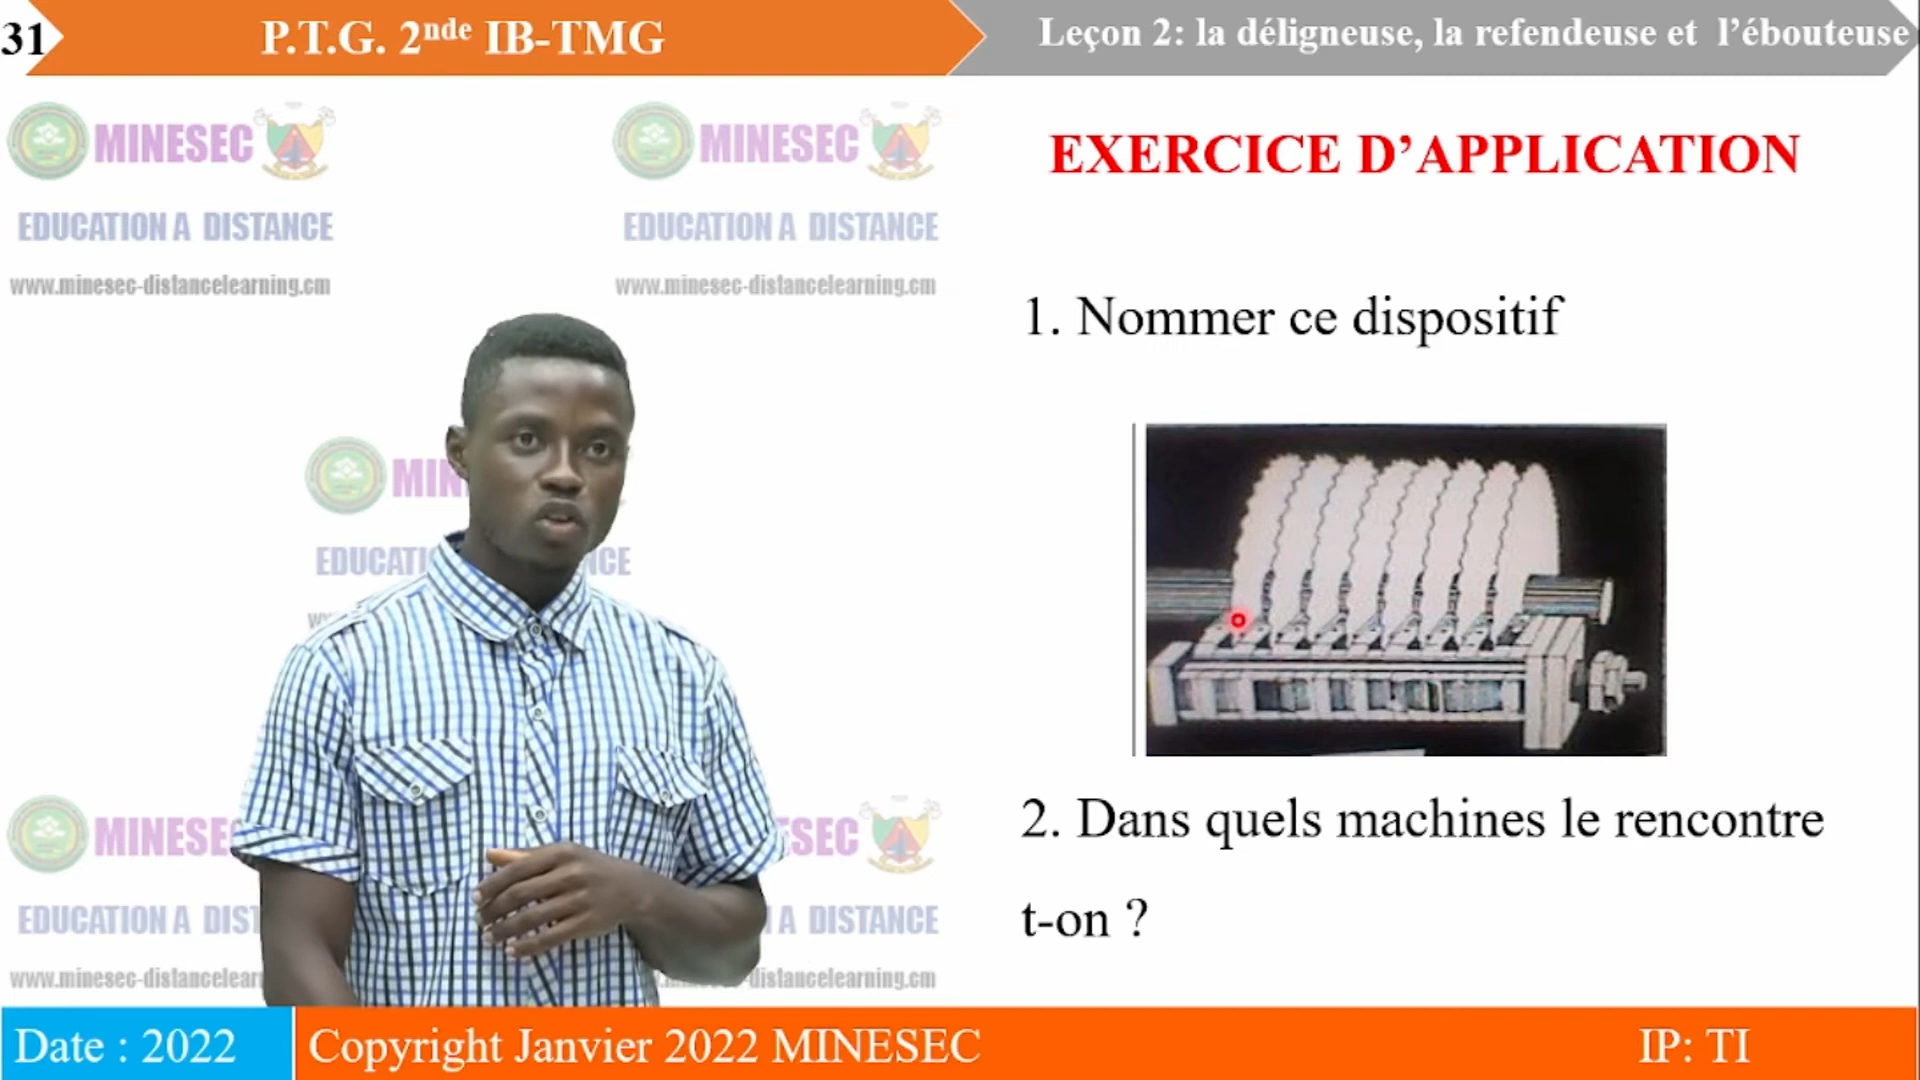 31
P.T.G. 2nde IB-TMG
Leçon 2: la déligneuse, la refendeuse et l’ébouteuse
MINESEC
EDUCATION A DISTANCE
www.minesec-distancelearning.cm
MINESEC
EDUCATION A DISTANCE
www.minesec-distancelearning.cm
EXERCICE D’APPLICATION
1. Nommer ce dispositif
2. Dans quels machines le rencontre
t-on ?
Date : 2022
Copyright Janvier 2022 MINESEC
IP: TI